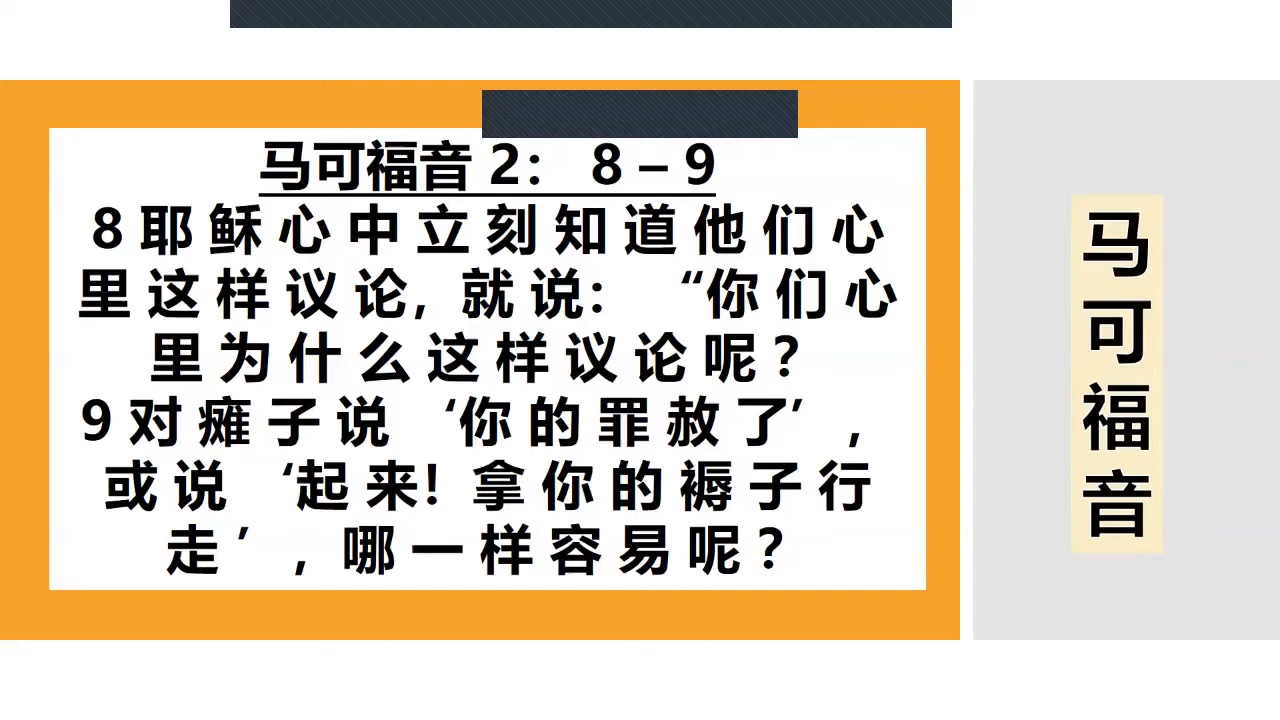 马可福音 2： 8 – 9
8 耶 稣 心 中 立 刻 知 道 他 们 心
里 这 样 议 论, 就 说： “你 们 心
里 为 什 么 这 样 议 论 呢 ？
9 对 瘫 子 说 ‘你 的 罪 赦 了’ ，
或 说 ‘起 来! 拿 你 的 褥 子 行
走 ’ ，哪 一 样 容 易 呢 ？
马可福音